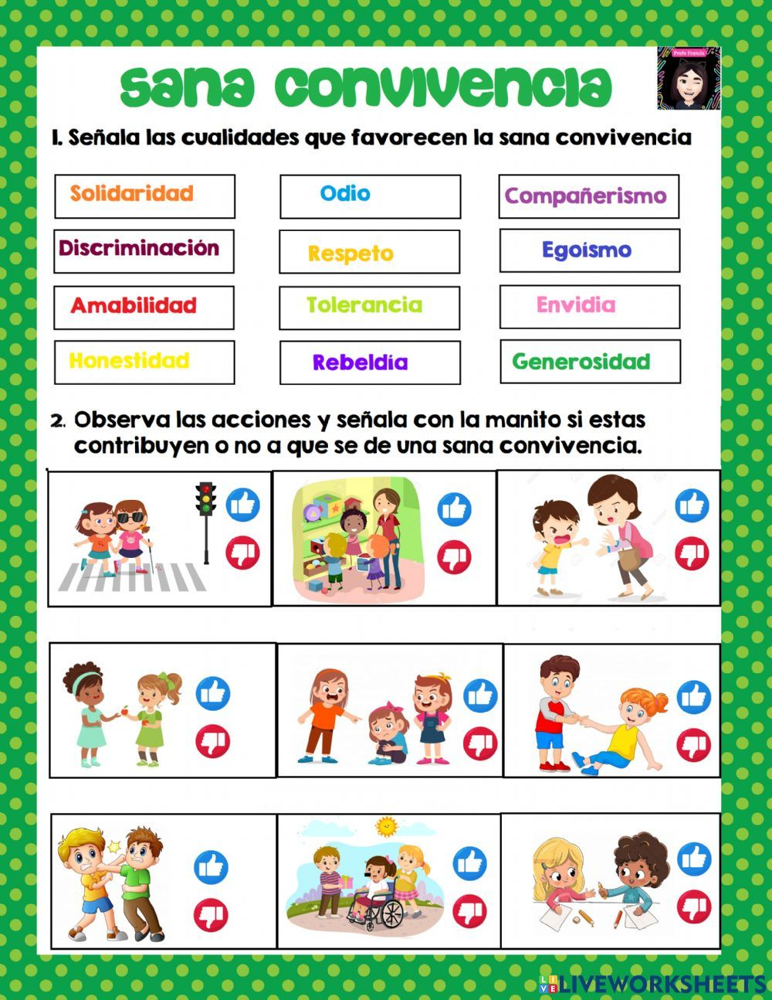 Profe Francis
sana convivencia
1. Señala las cualidades que favorecen la sana convivencia
Solidaridad
Odio
Compañerismo
Discriminación
Respeto
Egoísmo
Amabilidad
Tolerancia
Envidia
Honestidad
Rebeldía
Generosidad
2. Observa las acciones y señala con la manito si estas
contribuyen o no a que se de una sana convivencia.
LIVE LIVEWORKSHEETS